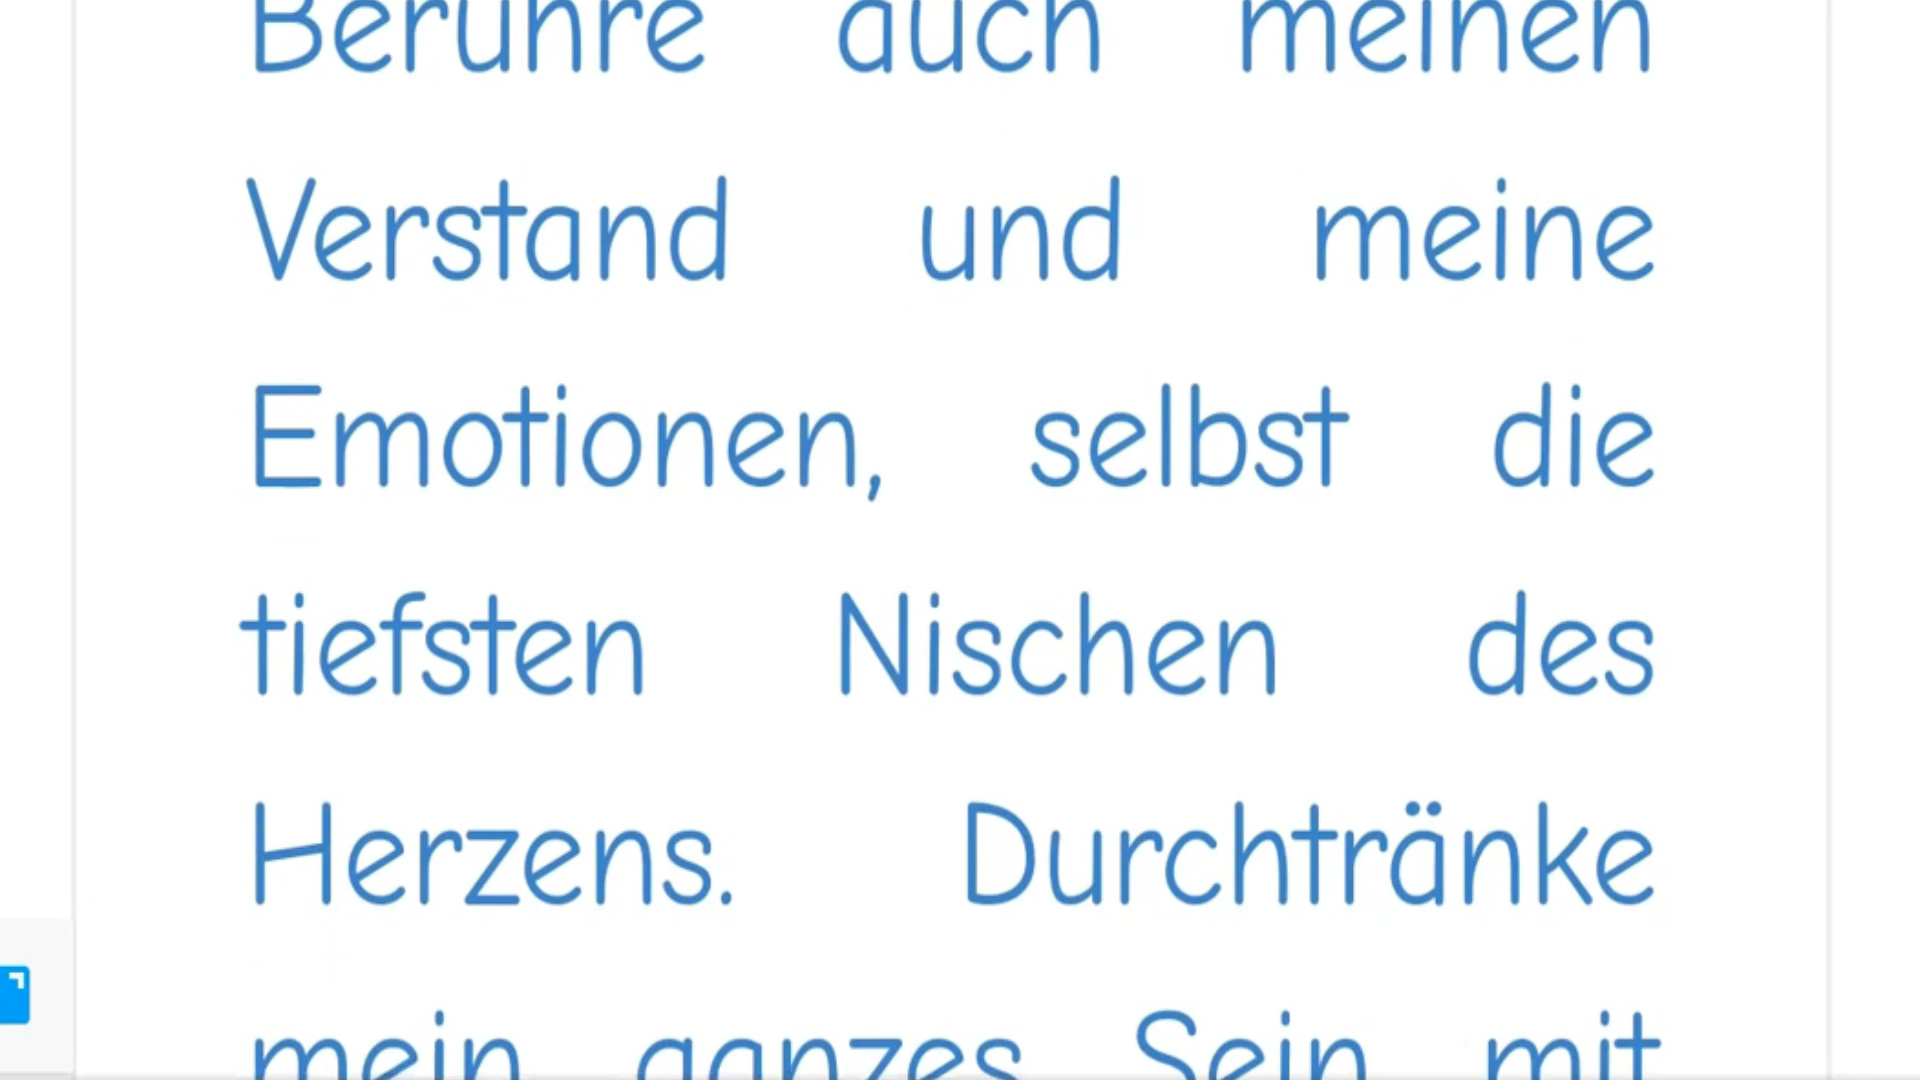 Berühre auch meinen
Verstand und meine
Emotionen, selbst die
tiefsten Nischen des
Herzens. Durchtränke
mein ganzes Sein mit